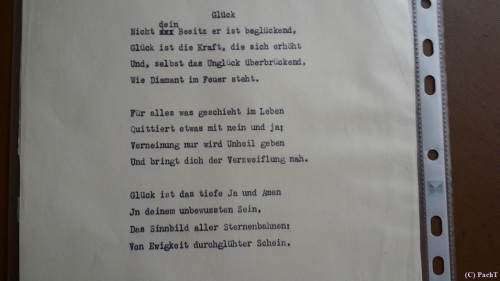 Glück
Nicht dein xxx Besitz er ist beglückend,
Glück ist die Kraft, die sich erhöht
Und, selbst das Unglück überbrückend,
Wie Diamant im Feuer steht.
Für alles was geschieht im Leben
Quittiert etwas mit nein und ja;
Verneinung nur wird Unheil geben
Und bringt dich der Verzweiflung nah.
Glück ist das tiefe Ja und Amen
Jn deinem unbewussten Sein,
Das Sinnbild aller Sternenbahnen:
Von Ewigkeit durchglühter Schein.
(C) PachT